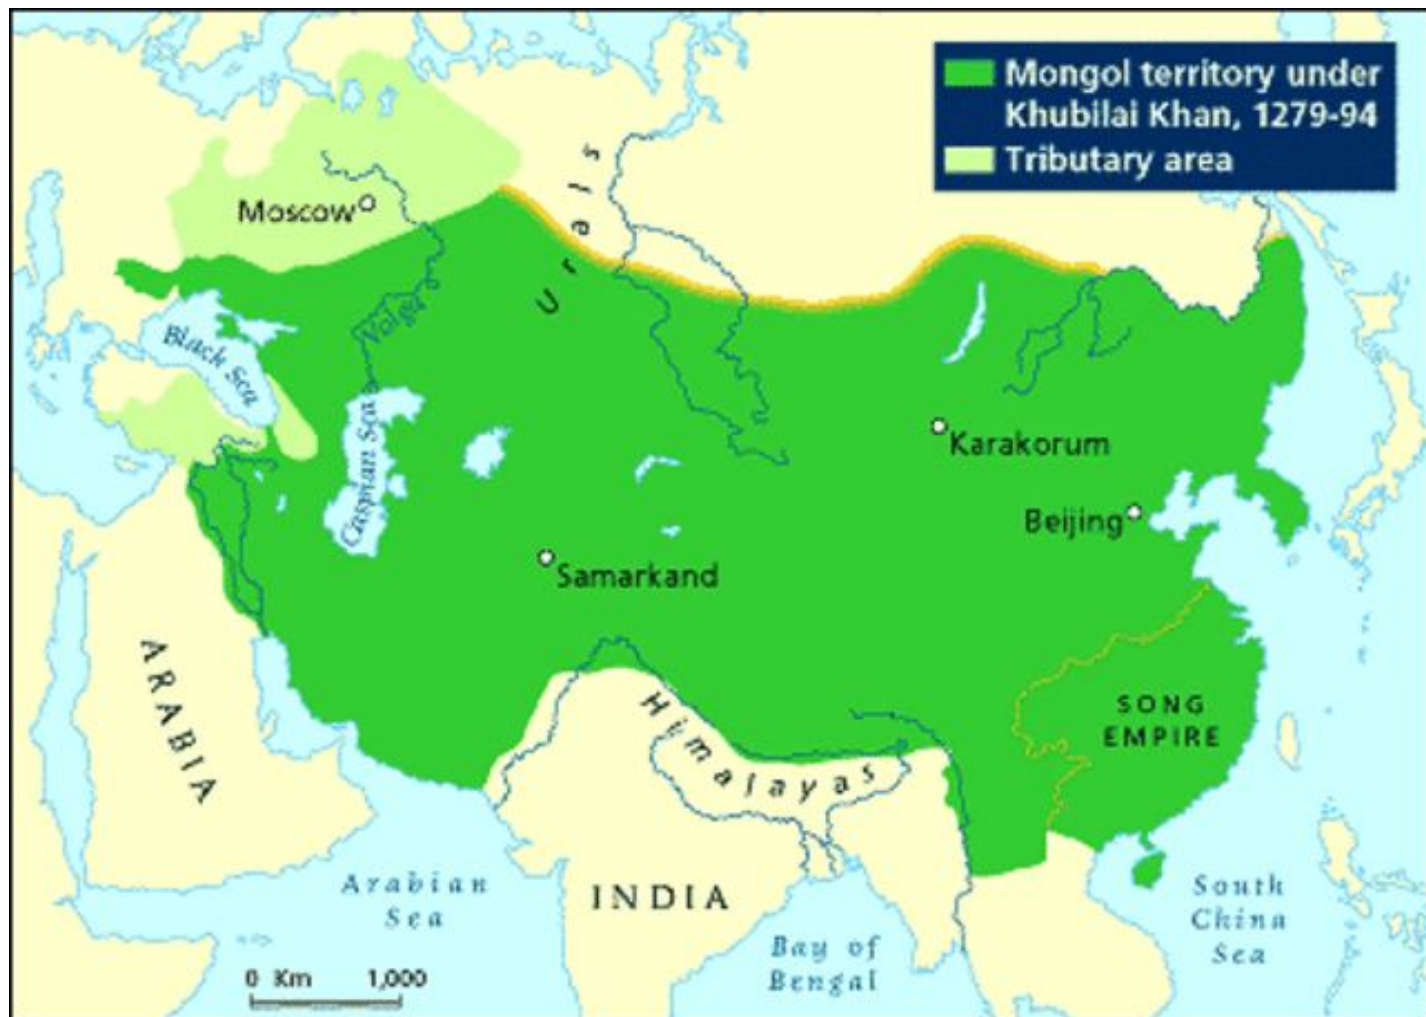 Mongol territory under
Khubilai Khan, 1279-94
Tributary area
Urals
Moscow
Volga
Black Sea
Caspian Sea
Karakorum
Beijing
Samarkand
ARABIA
Himalayas
SONG
EMPIRE
INDIA
Arabian
Sea
Bay of
Bengal
South
China
Sea
0 Km 1,000